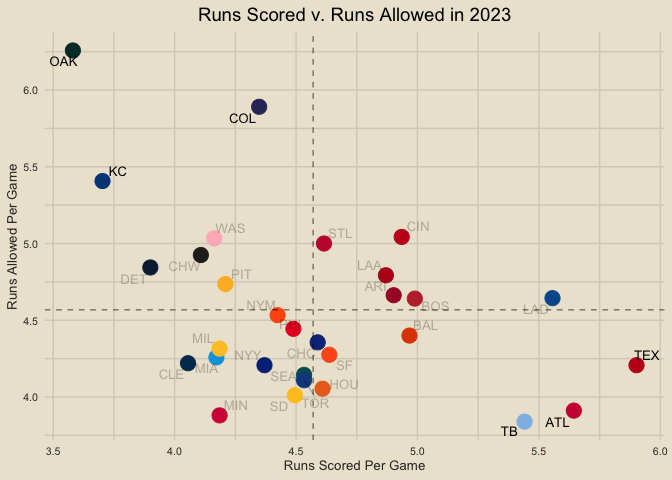 Runs Scored v. Runs Allowed in 2023
OAK
6.0
COL
5.5
KC
WAS
STL
CIN
5.0
CHW
LAA
DET
PIT
ARI
NYM
BOS
LAD
4.5
BAL
MIL
NYY
CHC
SF
TEX
CLE
MIA
SEA
HOU
4.0
MIN
SD
TOR
TB
ATL
3.5
4.0
4.5
5.0
5.5
6.0
Runs Scored Per Game
Runs Allowed Per Game